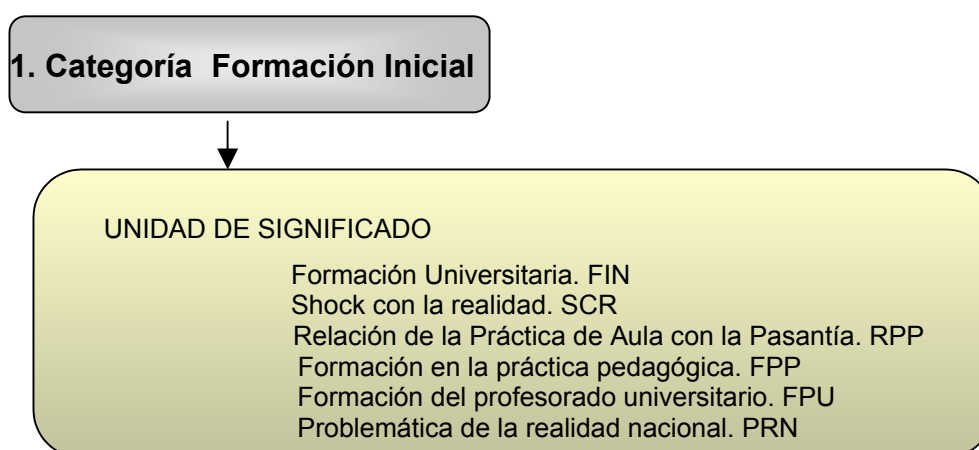 1. Categoría Formación Inicial
UNIDAD DE SIGNIFICADO
Formación Universitaria. FIN
Shock con la realidad. SCR
Relación de la Práctica de Aula con la Pasantía. RPP
Formación en la práctica pedagógica. FPP
Formación del profesorado universitario. FPU
Problemática de la realidad nacional. PRN